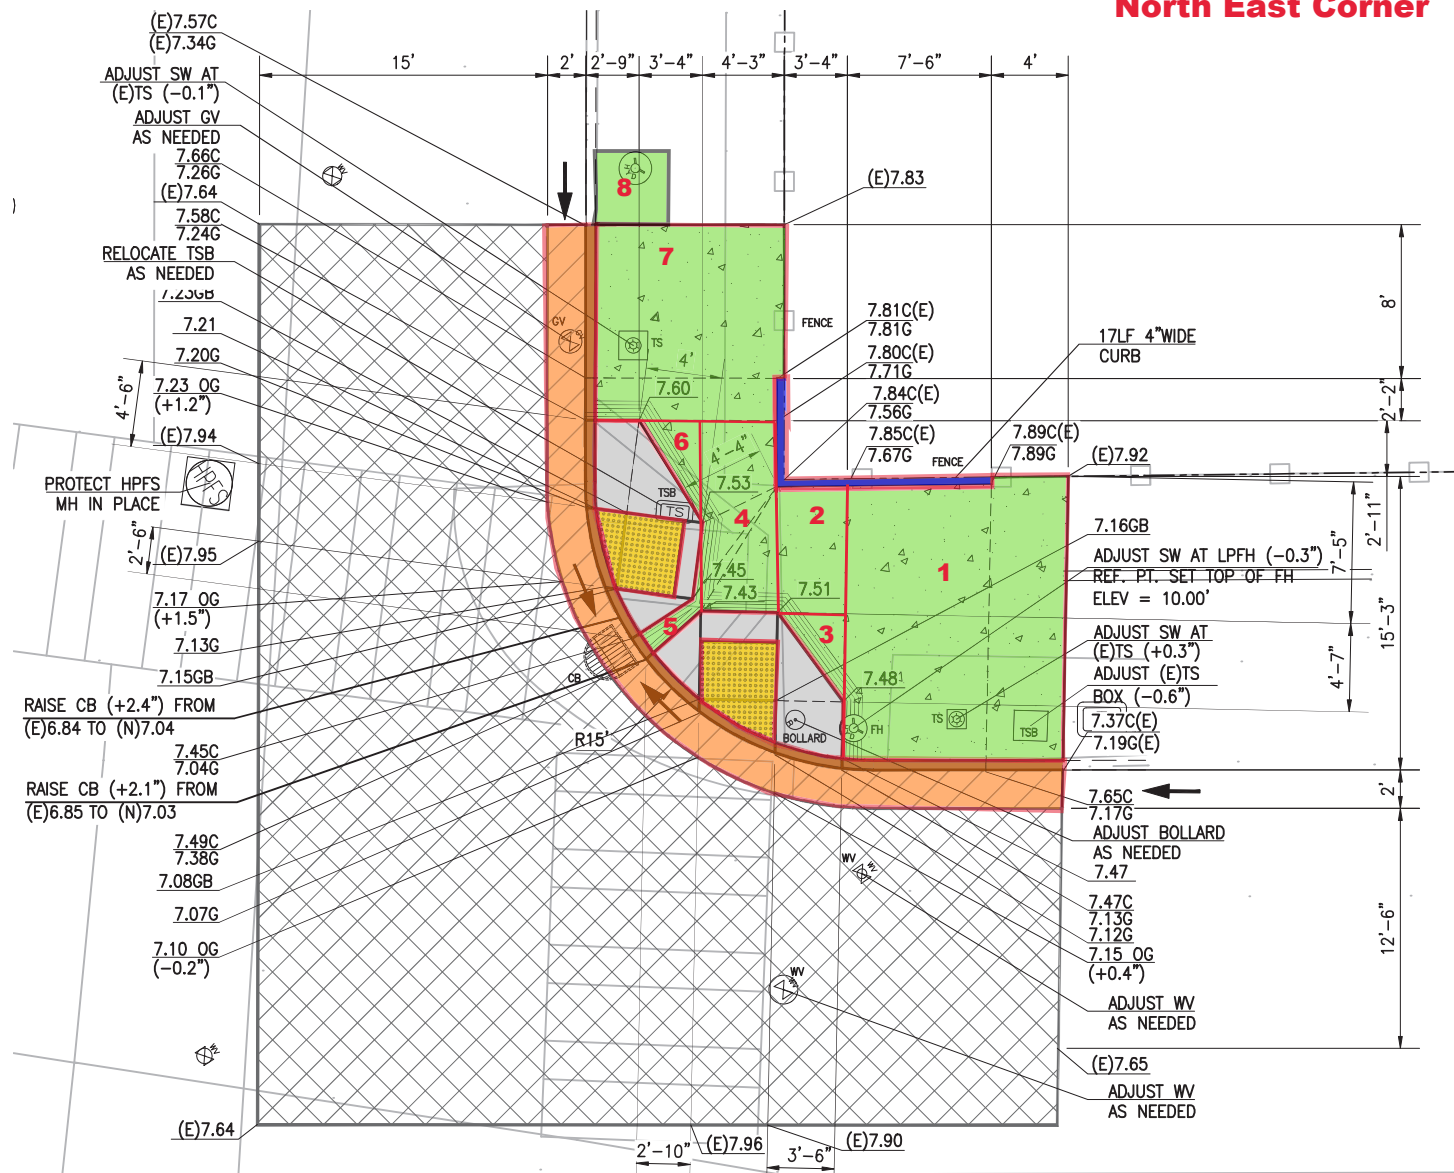 North East Corner
(E)7.57C
(E)7.34G
15'
2'
2'-9"
3'-4"
4'-3"
3'-4"
7'-6"
4'
ADJUST SW AT
(E)TS (-0.1")
ADJUST GV
AS NEEDED
7.66C
7.26G
(E)7.64
7.58C
7.24G
RELOCATE TSB
AS NEEDED
7.23GB
7.21
7.20G
7.23 OG
(+1.2")
4'-6"
(E)7.94
PROTECT HPFS
MH IN PLACE
HPFS
2'-6"
(E)7.95
7.17 OG
(+1.5")
7.13G
7.15GB
RAISE CB (+2.4") FROM
(E)6.84 TO (N)7.04
7.45C
7.04G
RAISE CB (+2.1") FROM
(E)6.85 TO (N)7.03
7.49C
7.38G
7.08GB
7.07G
7.10 OG
(-0.2")
(E)7.64
WV
WV
8
7
GV
TS
4'
7.60
6
4'-4"
7.53
TSB
TS
4
2
1
7.45
7.43
7.51
5
3
7.48
CB
R15'
BOLLARD
FH
TS
TSB
(E)7.83
FENCE
7.81C(E)
7.81G
7.80C(E)
7.71G
7.84C(E)
7.56G
7.85C(E)
7.67G
FENCE
7.89C(E)
7.89G
17LF 4"WIDE
CURB
(E)7.92
8'
2'-2"
2'-11"
7'-5"
15'-3"
4'-7"
2'
12'-6"
7.16GB
ADJUST SW AT LPFH (-0.3")
REF. PT. SET TOP OF FH
ELEV = 10.00'
ADJUST SW AT
(E)TS (+0.3")
ADJUST (E)TS
BOX (-0.6")
7.37C(E)
7.19G(E)
7.65C
7.17G
ADJUST BOLLARD
AS NEEDED
7.47
7.47C
7.13G
7.12G
7.15 OG
(+0.4")
ADJUST WV
AS NEEDED
(E)7.65
ADJUST WV
AS NEEDED
WV
WV
WV
WV
(E)7.96
(E)7.90
2'-10"
3'-6"